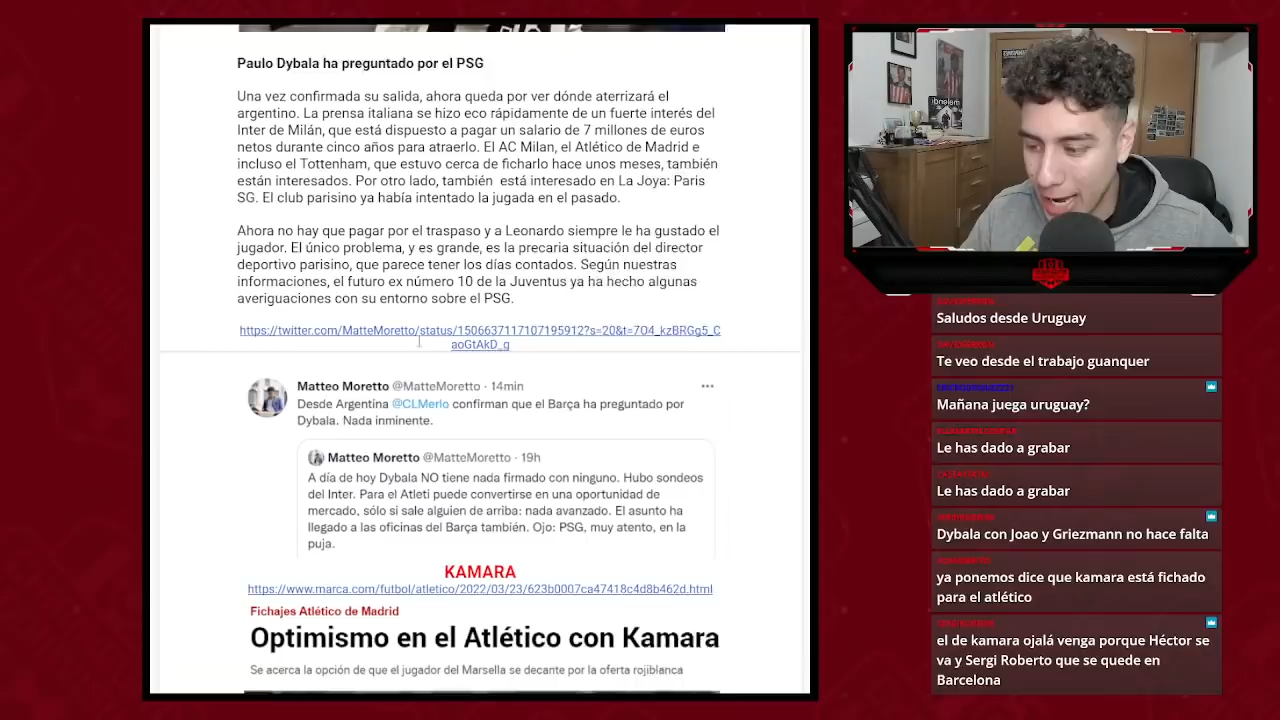 Paulo Dybala ha preguntado por el PSG
Una vez confirmada su salida, ahora queda por ver dónde aterrizará el
argentino. La prensa italiana se hizo eco rápidamente de un fuerte interés del
Inter de Milán, que está dispuesto a pagar un salario de 7 millones de euros
netos durante cinco años para atraerlo. El AC Milan, el Atlético de Madrid e
incluso el Tottenham, que estuvo cerca de ficharlo hace unos meses, también
están interesados. Por otro lado, también está interesado en La Joya: Paris
SG. El club parisino ya había intentado la jugada en el pasado.
Ahora no hay que pagar por el traspaso y a Leonardo siempre le ha gustado el
jugador. El único problema, y es grande, es la precaria situación del director
deportivo parisino, que parece tener los días contados. Según nuestras
informaciones, el futuro ex número 10 de la Juventus ya ha hecho algunas
averiguaciones con su entorno sobre el PSG.
https://twitter.com/MatteMoretto/status/1506637117107195912?s=20&t=7O4_kzBRGg5_C
aoGtAkD_g
Matteo Moretto @MatteMoretto · 14min
Desde Argentina @CLMerlo confirman que el Barça ha preguntado por
Dybala. Nada inminente.
Matteo Moretto @MatteMoretto · 19h
A día de hoy Dybala NO tiene nada firmado con ninguno. Hubo sondeos
del Inter. Para el Atleti puede convertirse en una oportunidad de
mercado, sólo si sale alguien de arriba: nada avanzado. El asunto ha
llegado a las oficinas del Barça también. Ojo: PSG, muy atento, en la
puja.
KAMARA
https://www.marca.com/futbol/atletico/2022/03/23/623b0007ca47418c4d8b462d.html
Fichajes Atlético de Madrid
Optimismo en el Atlético con Kamara
Se acerca la opción de que el jugador del Marsella se decante por la oferta rojiblanca
Saludos desde Uruguay
Te veo desde el trabajo guanquer
Mañana juega uruguay?
Le has dado a grabar
Le has dado a grabar
Dybala con Joao y Griezmann no hace falta
ya ponemos dice que kamara está fichado
para el atlético
el de kamara ojalá venga porque Héctor se
va y Sergi Roberto que se quede en
Barcelona